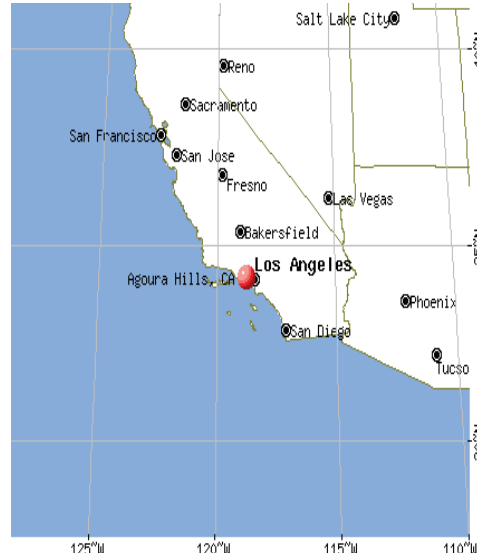 Salt Lake City
Reno
Sacramento
San Francisco
San Jose
Fresno
Las Vegas
Bakersfield
Los Angeles
Agoura Hills, CA
Phoenix
San Diego
Tucso
125°W
120°W
115°W
110°W